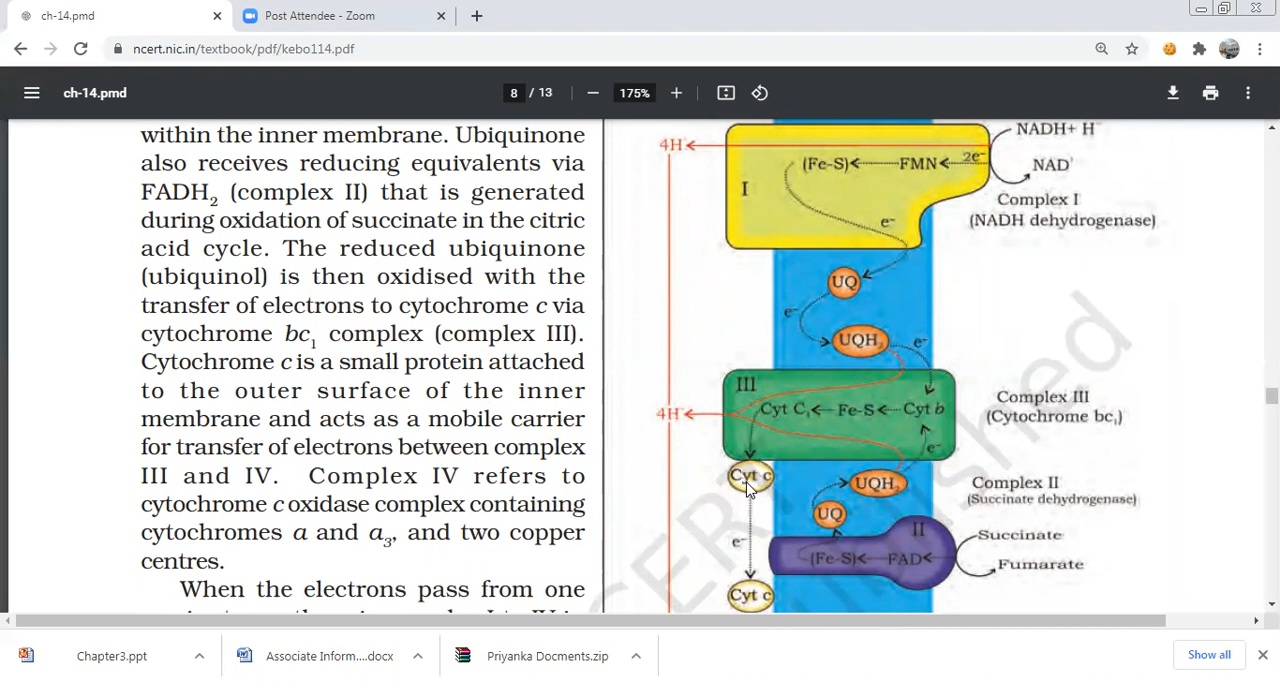 ch-14.pmd
Post Attendee - Zoom
ncert.nic.in/textbook/pdf/kebo114.pdf
ch-14.pmd
8 / 13
175%
within the inner membrane. Ubiquinone
also receives reducing equivalents via
FADH2 (complex II) that is generated
during oxidation of succinate in the citric
acid cycle. The reduced ubiquinone
(ubiquinol) is then oxidised with the
transfer of electrons to cytochrome c via
cytochrome bc1 complex (complex III).
Cytochrome c is a small protein attached
to the outer surface of the inner
membrane and acts as a mobile carrier
for transfer of electrons between complex
III and IV. Complex IV refers to
cytochrome c oxidase complex containing
cytochromes a and a3, and two copper
centres.
When the electrons pass from one
4H
(Fe-S)
FMN
2e⁻
NADH+ H
NAD
I
Complex I
(NADH dehydrogenase)
e⁻
UQ
e⁻
UQH2
e⁻
III
4H
Cyt C1
Fe-S
Cyt b
Complex III
(Cytochrome bc1)
e⁻
Cyt c
UQH2
Complex II
(Succinate dehydrogenase)
UQ
II
Succinate
e⁻
(Fe-S)
FAD
Fumarate
Cyt c
Chapter3.ppt
Associate Inform....docx
Priyanka Docments.zip
Show all